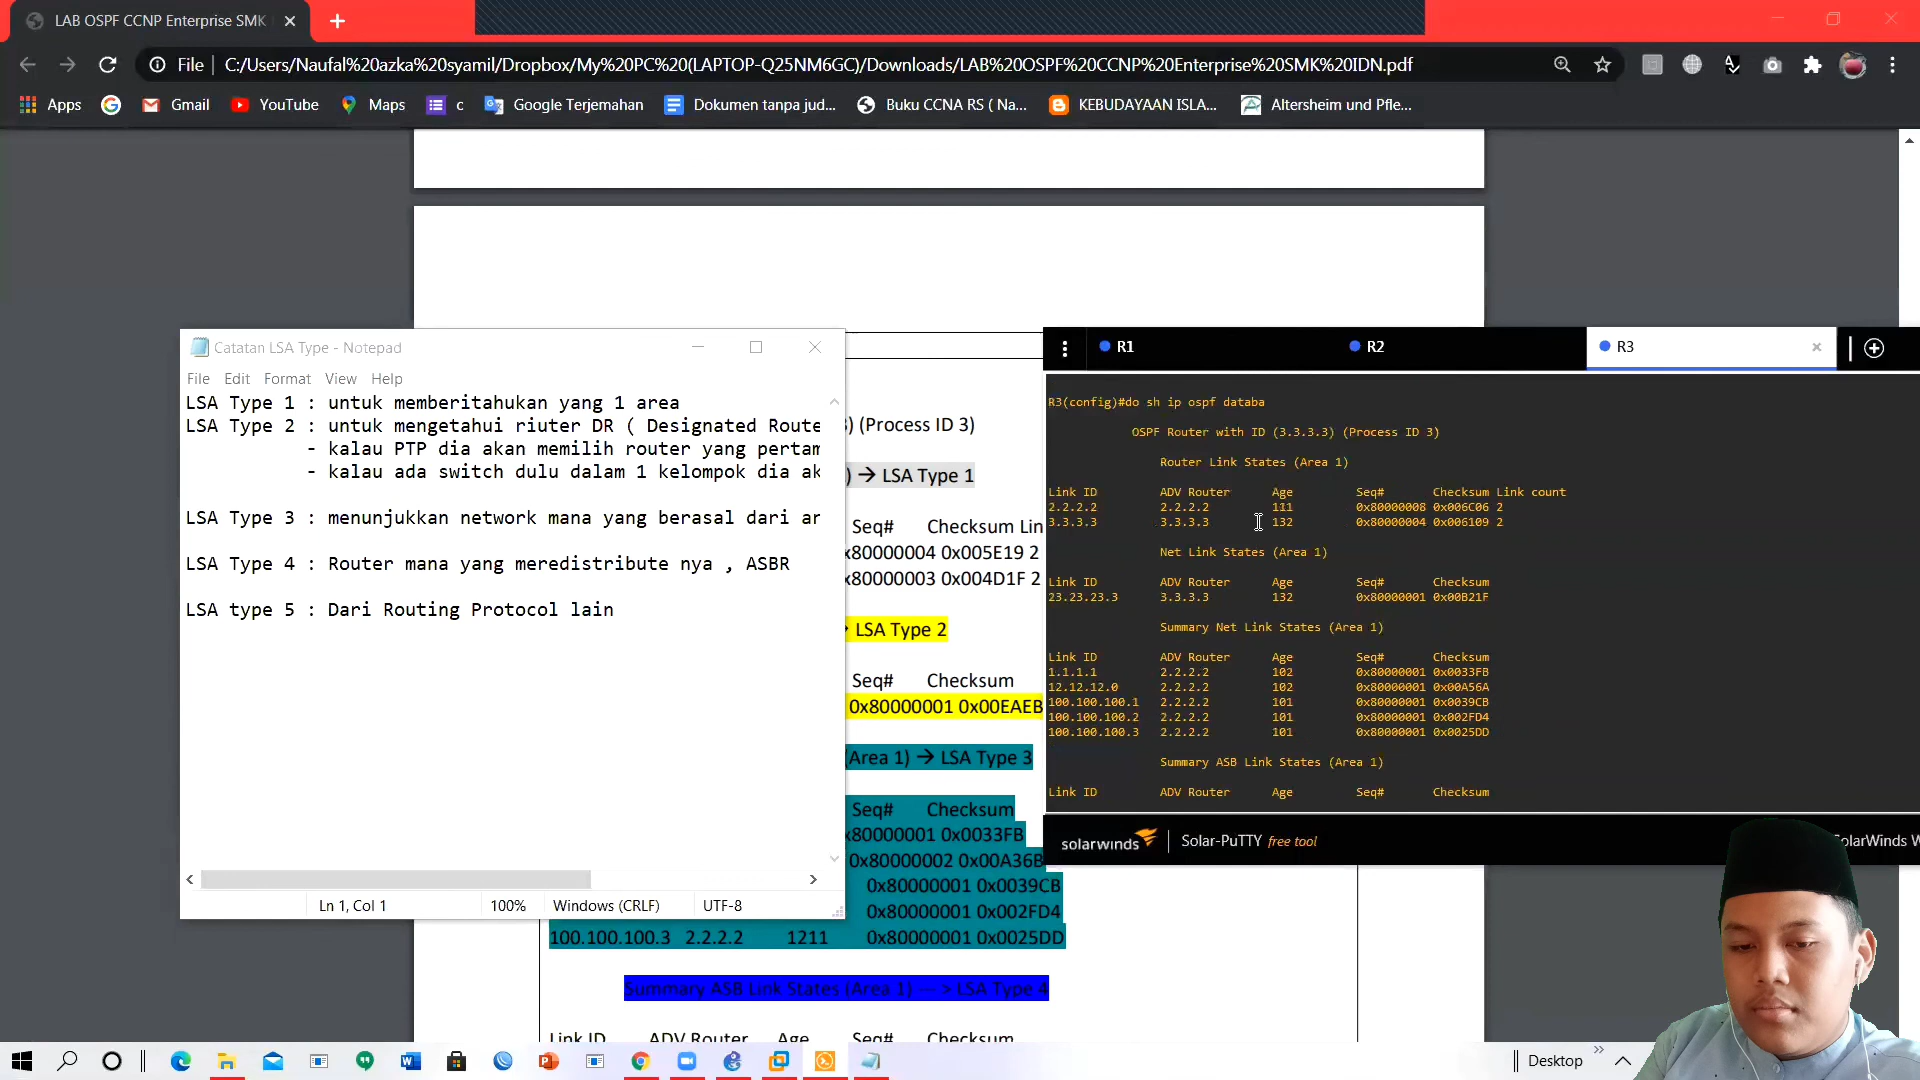 LAB OSPF CCNP Enterprise SMK
File
C:/Users/Naufal%20azka%20syamil/Dropbox/My%20PC%20(LAPTOP-Q25NM6GC)/Downloads/LAB%20OSPF%20CCNP%20Enterprise%20SMK%20IDN.pdf
Apps Gmail YouTube Maps c Google Terjemahan Dokumen tanpa jud... Buku CCNA RS ( Na... KEBUDAYAAN ISLA... Altersheim und Pfle...
Catatan LSA Type - Notepad
File Edit Format View Help
LSA Type 1 : untuk memberitahukan yang 1 area
LSA Type 2 : untuk mengetahui riuter DR ( Designated Route
- kalau PTP dia akan memilih router yang pertam
- kalau ada switch dulu dalam 1 kelompok dia ak
LSA Type 3 : menunjukkan network mana yang berasal dari ar
LSA Type 4 : Router mana yang meredistribute nya , ASBR
LSA type 5 : Dari Routing Protocol lain
Ln 1, Col 1 100% Windows (CRLF) UTF-8
) (Process ID 3)
) → LSA Type 1
Seq# Checksum Lin
x80000004 0x005E19 2
x80000003 0x004D1F 2
LSA Type 2
Seq# Checksum
0x80000001 0x00EAEB
(Area 1) → LSA Type 3
Seq# Checksum
x80000001 0x0033FB
0x80000002 0x00A36B
0x80000001 0x0039CB
0x80000001 0x002FD4
100.100.100.3 2.2.2.2 1211 0x80000001 0x0025DD
Summary ASB Link States (Area 1) --- > LSA Type 4
Link ID ADV Router Age Seq# Checksum
R1 R2 R3
R3(config)#do sh ip ospf databa
OSPF Router with ID (3.3.3.3) (Process ID 3)
Router Link States (Area 1)
Link ID ADV Router Age Seq# Checksum Link count
2.2.2.2 2.2.2.2 111 0x80000008 0x006C06 2
3.3.3.3 3.3.3.3 132 0x80000004 0x006109 2
Net Link States (Area 1)
Link ID ADV Router Age Seq# Checksum
23.23.23.3 3.3.3.3 132 0x80000001 0x00B21F
Summary Net Link States (Area 1)
Link ID ADV Router Age Seq# Checksum
1.1.1.1 2.2.2.2 102 0x80000001 0x0033FB
12.12.12.0 2.2.2.2 102 0x80000001 0x00A56A
100.100.100.1 2.2.2.2 101 0x80000001 0x0039CB
100.100.100.2 2.2.2.2 101 0x80000001 0x002FD4
100.100.100.3 2.2.2.2 101 0x80000001 0x0025DD
Summary ASB Link States (Area 1)
Link ID ADV Router Age Seq# Checksum
solarwinds Solar-PuTTY free tool
olarWinds W
Desktop